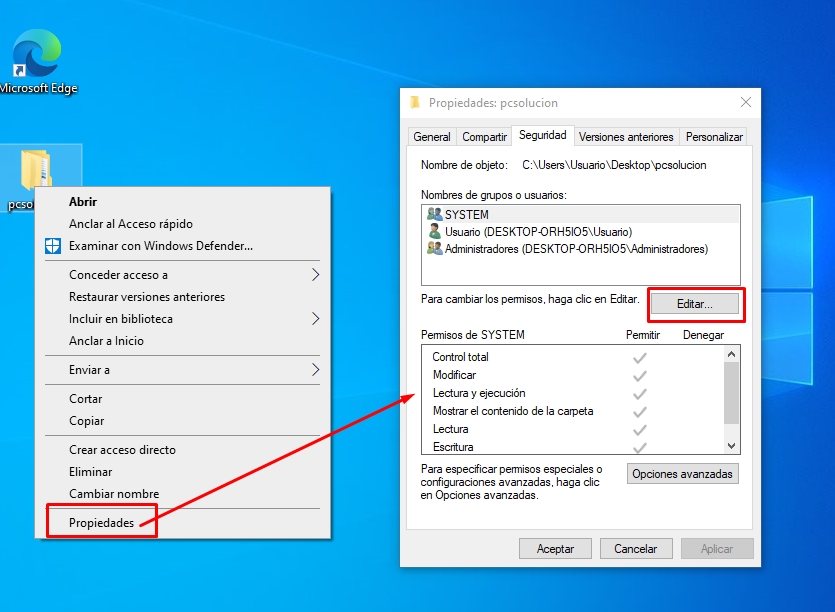 Microsoft Edge
pcso
Abrir
Anclar al Acceso rápido
Examinar con Windows Defender...
Conceder acceso a
Restaurar versiones anteriores
Incluir en biblioteca
Anclar a Inicio
Enviar a
Cortar
Copiar
Crear acceso directo
Eliminar
Cambiar nombre
Propiedades
Propiedades: pcsolucion
General Compartir Seguridad Versiones anteriores Personalizar
Nombre de objeto: C:\Users\Usuario\Desktop\pcsolucion
Nombres de grupos o usuarios:
SYSTEM
Usuario (DESKTOP-ORH5IO5\Usuario)
Administradores (DESKTOP-ORH5IO5\Administradores)
Para cambiar los permisos, haga clic en Editar. Editar...
Permisos de SYSTEM Permitir Denegar
Control total
Modificar
Lectura y ejecución
Mostrar el contenido de la carpeta
Lectura
Escritura
Para especificar permisos especiales o
configuraciones avanzadas, haga clic
en Opciones avanzadas.
Opciones avanzadas
Aceptar Cancelar Aplicar